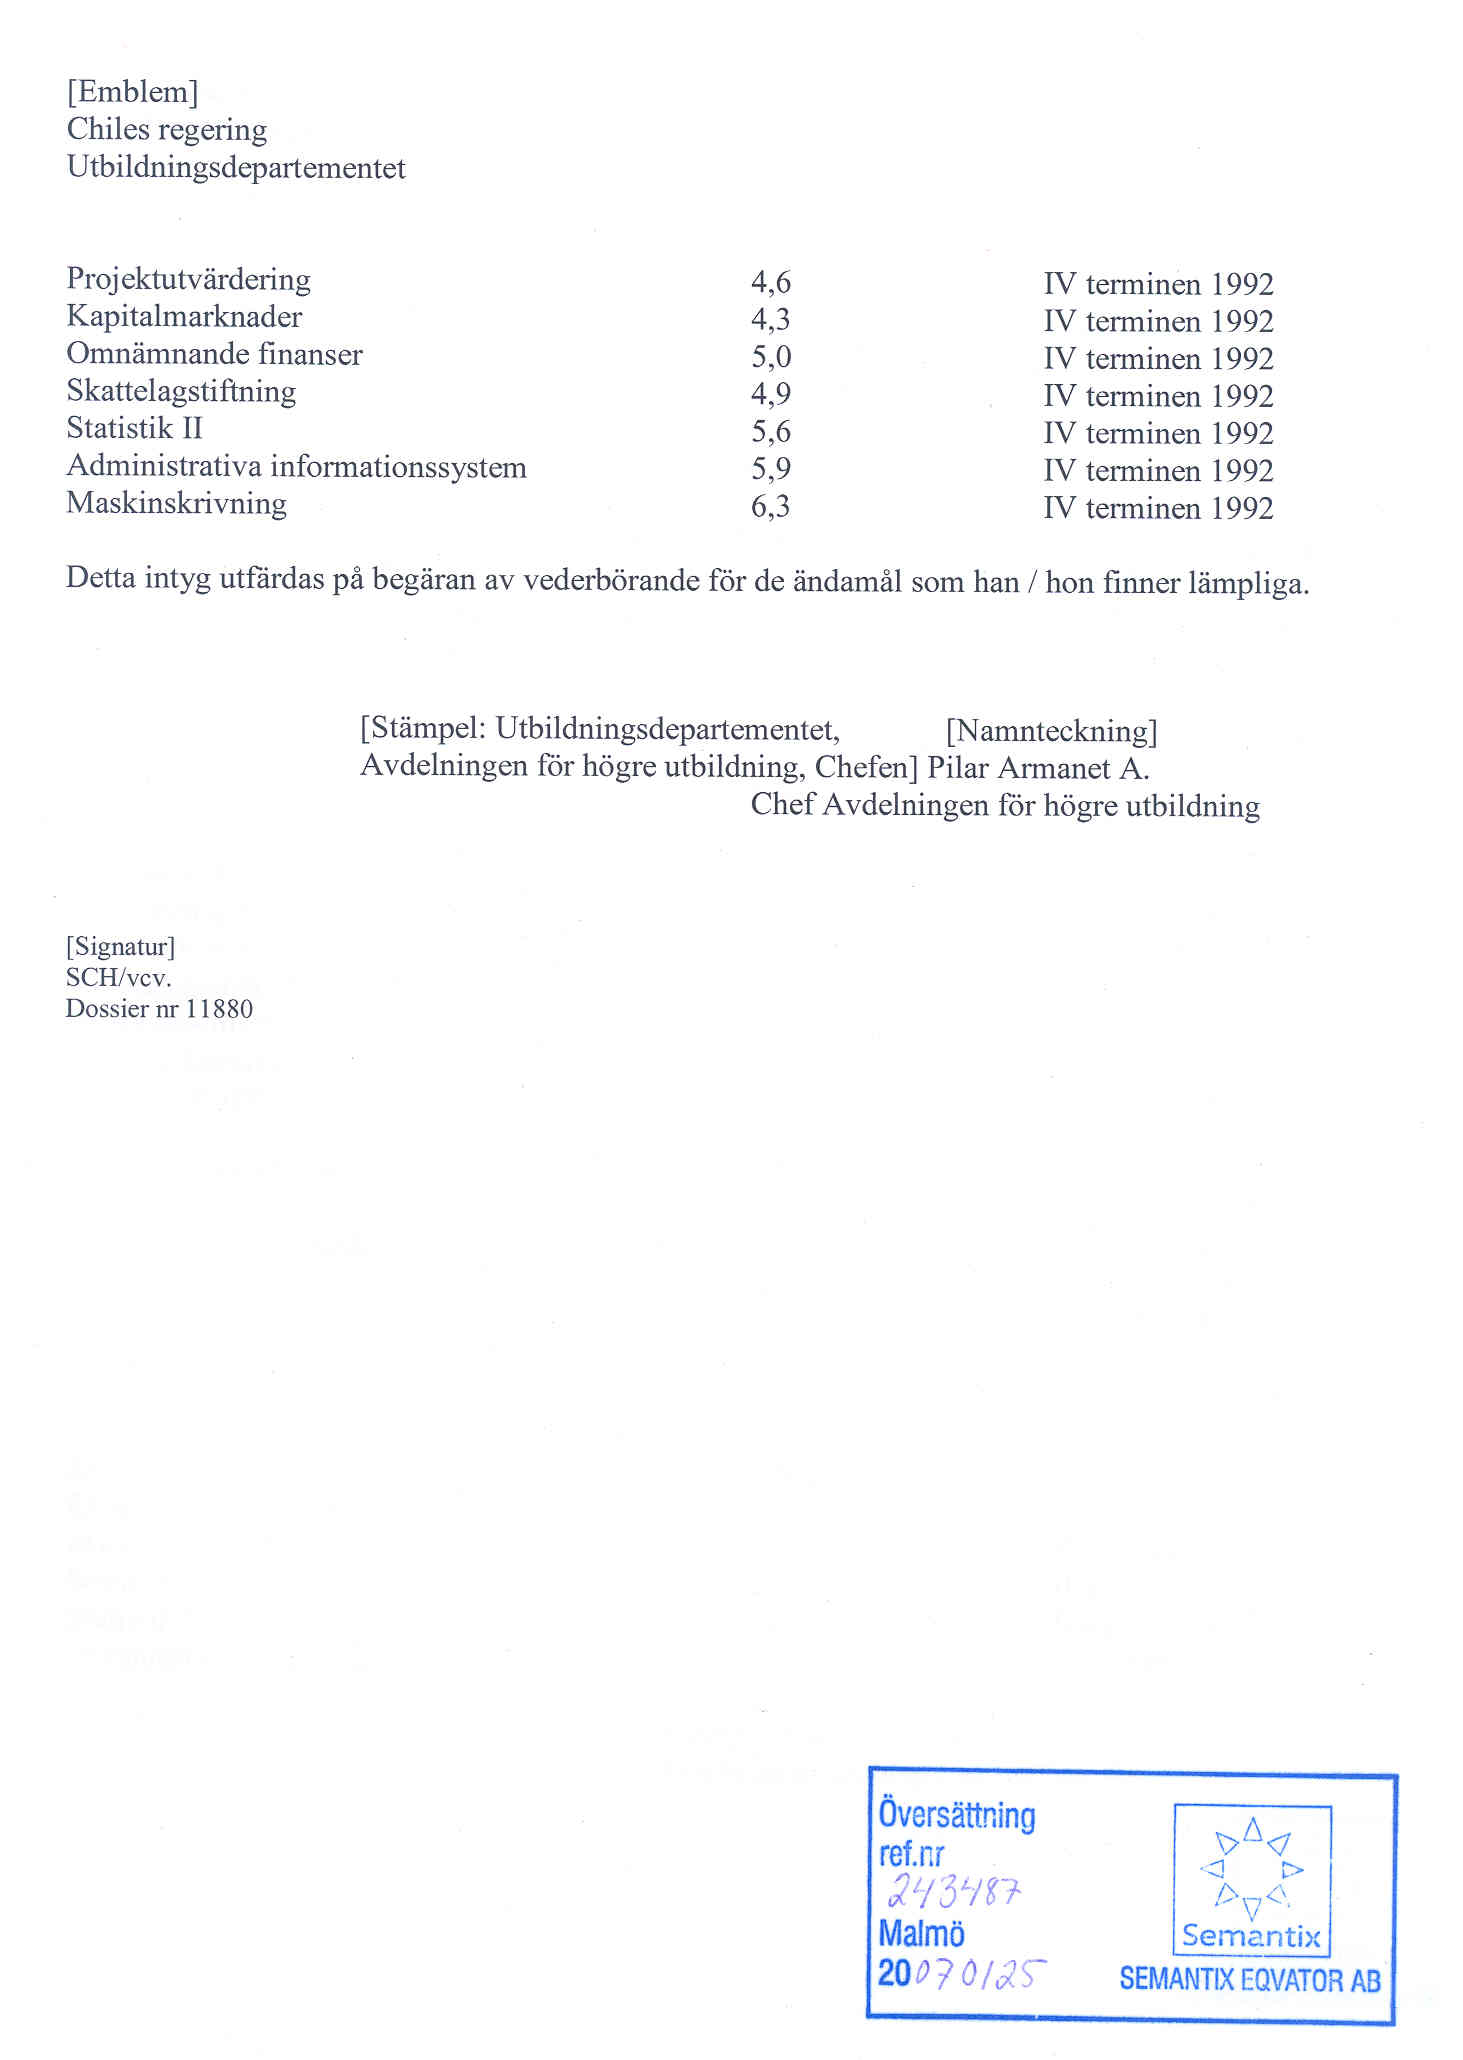 [Emblem]
Chiles regering
Utbildningsdepartementet
Projektutvärdering 4,6 IV terminen 1992
Kapitalmarknader 4,3 IV terminen 1992
Omnämnande finanser 5,0 IV terminen 1992
Skattelagstiftning 4,9 IV terminen 1992
Statistik II 5,6 IV terminen 1992
Administrativa informationssystem 5,9 IV terminen 1992
Maskinskrivning 6,3 IV terminen 1992
Detta intyg utfärdas på begäran av vederbörande för de ändamål som han / hon finner lämpliga.
[Stämpel: Utbildningsdepartementet, [Namnteckning]
Avdelningen för högre utbildning, Chefen] Pilar Armanet A.
Chef Avdelningen för högre utbildning
[Signatur]
SCH/vcv.
Dossier nr 11880
Översättning
ref.nr
243487
Malmö
20070125
Semantix
SEMANTIX EQVATOR AB